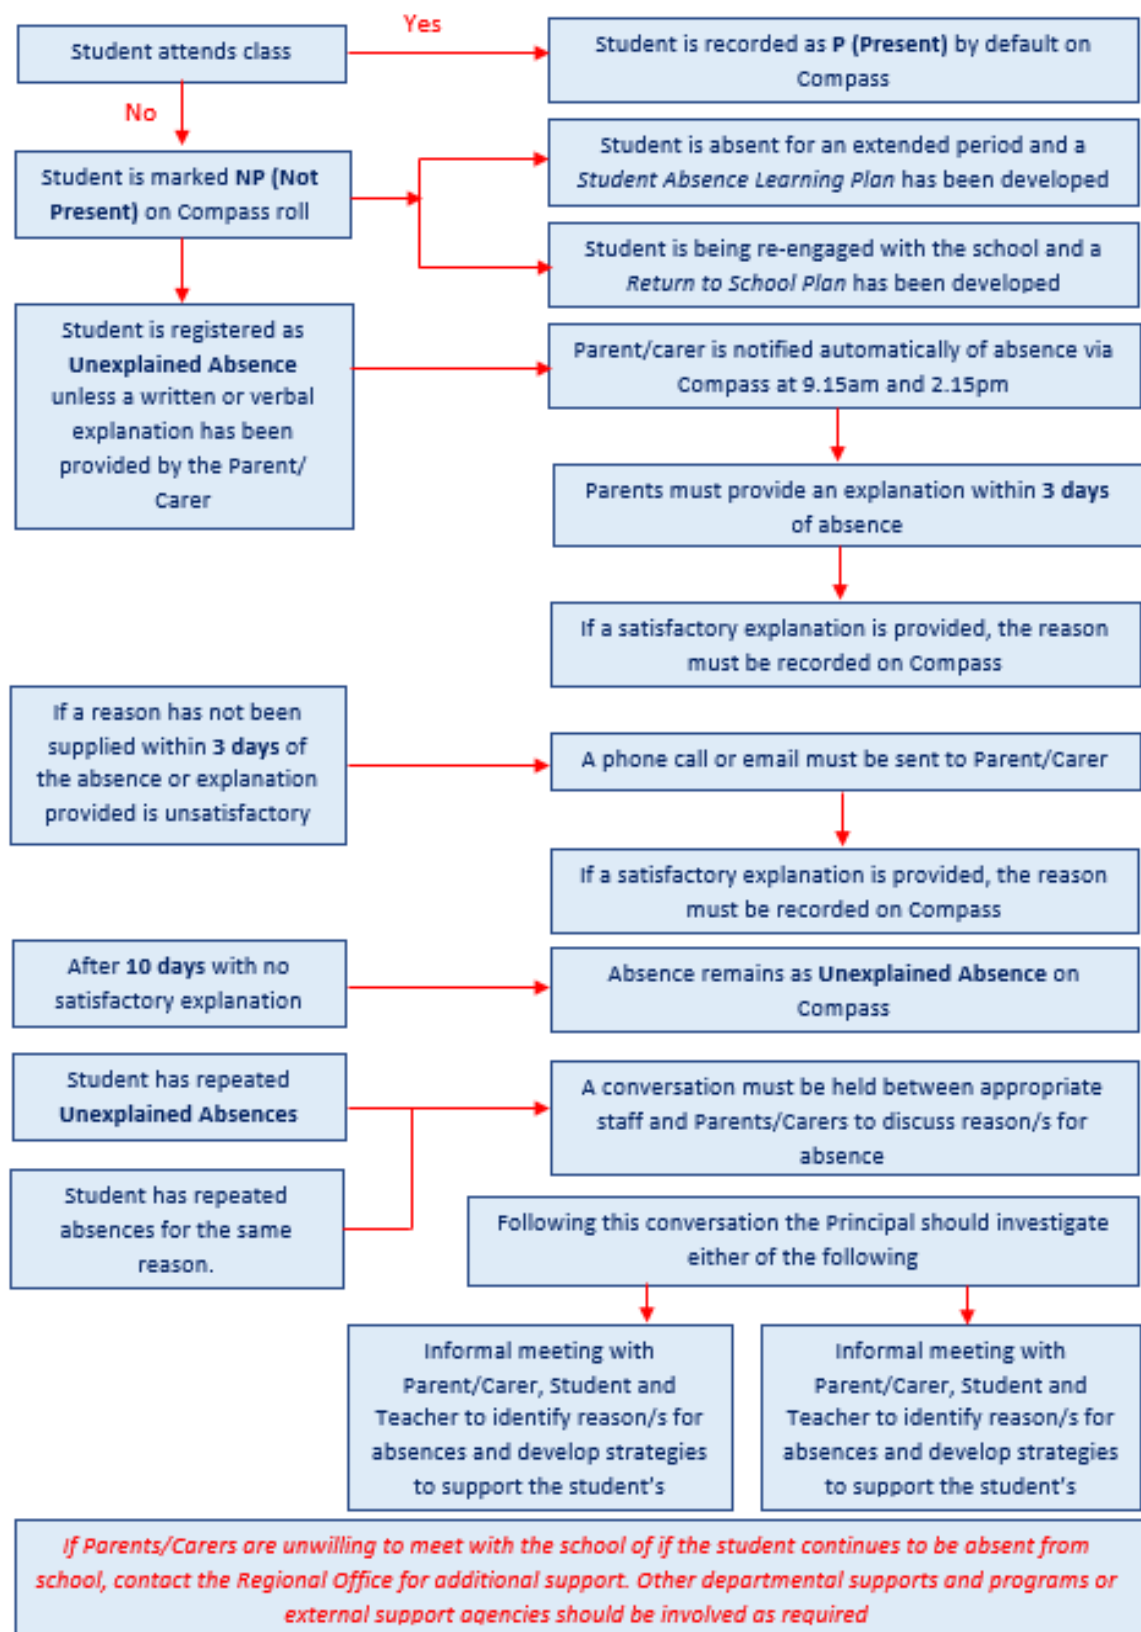 Student attends class
Yes
Student is recorded as P (Present) by default on
Compass
No
Student is marked NP (Not
Present) on Compass roll
Student is absent for an extended period and a
Student Absence Learning Plan has been developed
Student is being re-engaged with the school and a
Return to School Plan has been developed
Student is registered as
Unexplained Absence
unless a written or verbal
explanation has been
provided by the Parent/
Carer
Parent/carer is notified automatically of absence via
Compass at 9.15am and 2.15pm
Parents must provide an explanation within 3 days
of absence
If a satisfactory explanation is provided, the reason
must be recorded on Compass
If a reason has not been
supplied within 3 days of
the absence or explanation
provided is unsatisfactory
A phone call or email must be sent to Parent/Carer
If a satisfactory explanation is provided, the reason
must be recorded on Compass
After 10 days with no
satisfactory explanation
Absence remains as Unexplained Absence on
Compass
Student has repeated
Unexplained Absences
A conversation must be held between appropriate
staff and Parents/Carers to discuss reason/s for
absence
Student has repeated
absences for the same
reason.
Following this conversation the Principal should investigate
either of the following
Informal meeting with
Parent/Carer, Student and
Teacher to identify reason/s for
absences and develop strategies
to support the student's
Informal meeting with
Parent/Carer, Student and
Teacher to identify reason/s for
absences and develop strategies
to support the student's
If Parents/Carers are unwilling to meet with the school of if the student continues to be absent from
school, contact the Regional Office for additional support. Other departmental supports and programs or
external support agencies should be involved as required